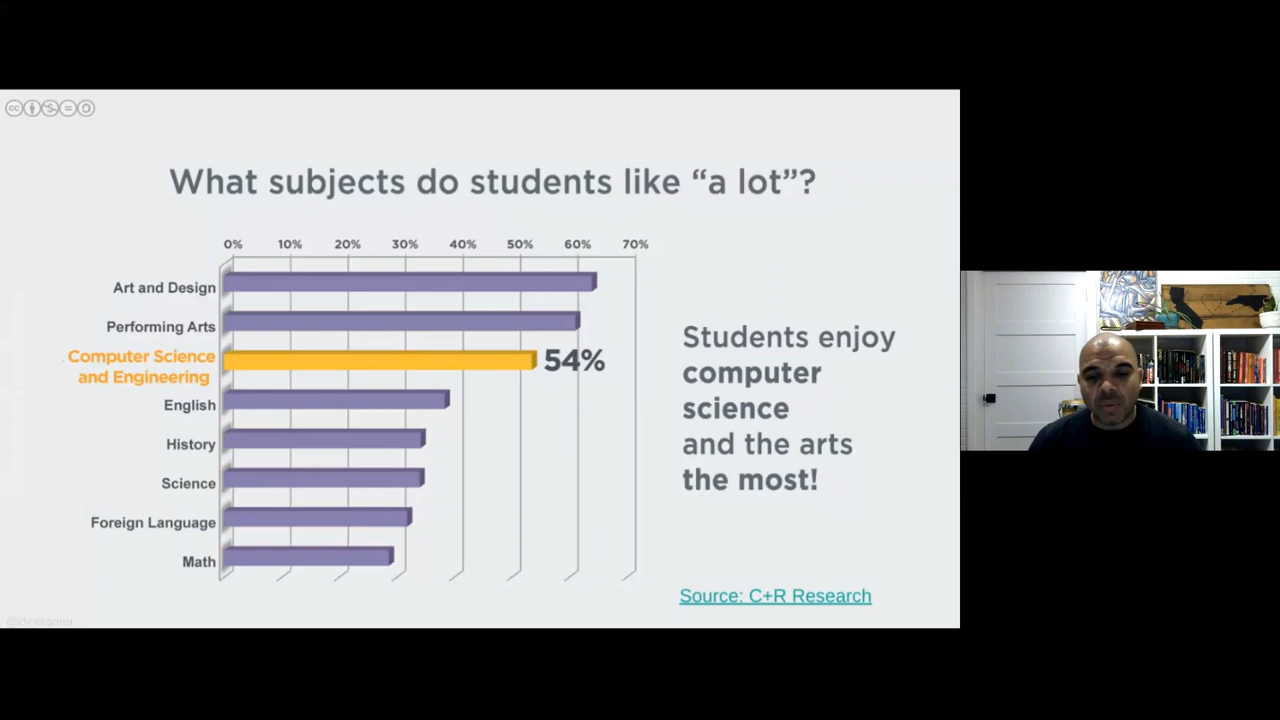 What subjects do students like “a lot”?
0% 10% 20% 30% 40% 50% 60% 70%
Art and Design
Performing Arts
Computer Science
and Engineering
54%
English
History
Science
Foreign Language
Math
Students enjoy
computer
science
and the arts
the most!
Source: C+R Research
@deelanier